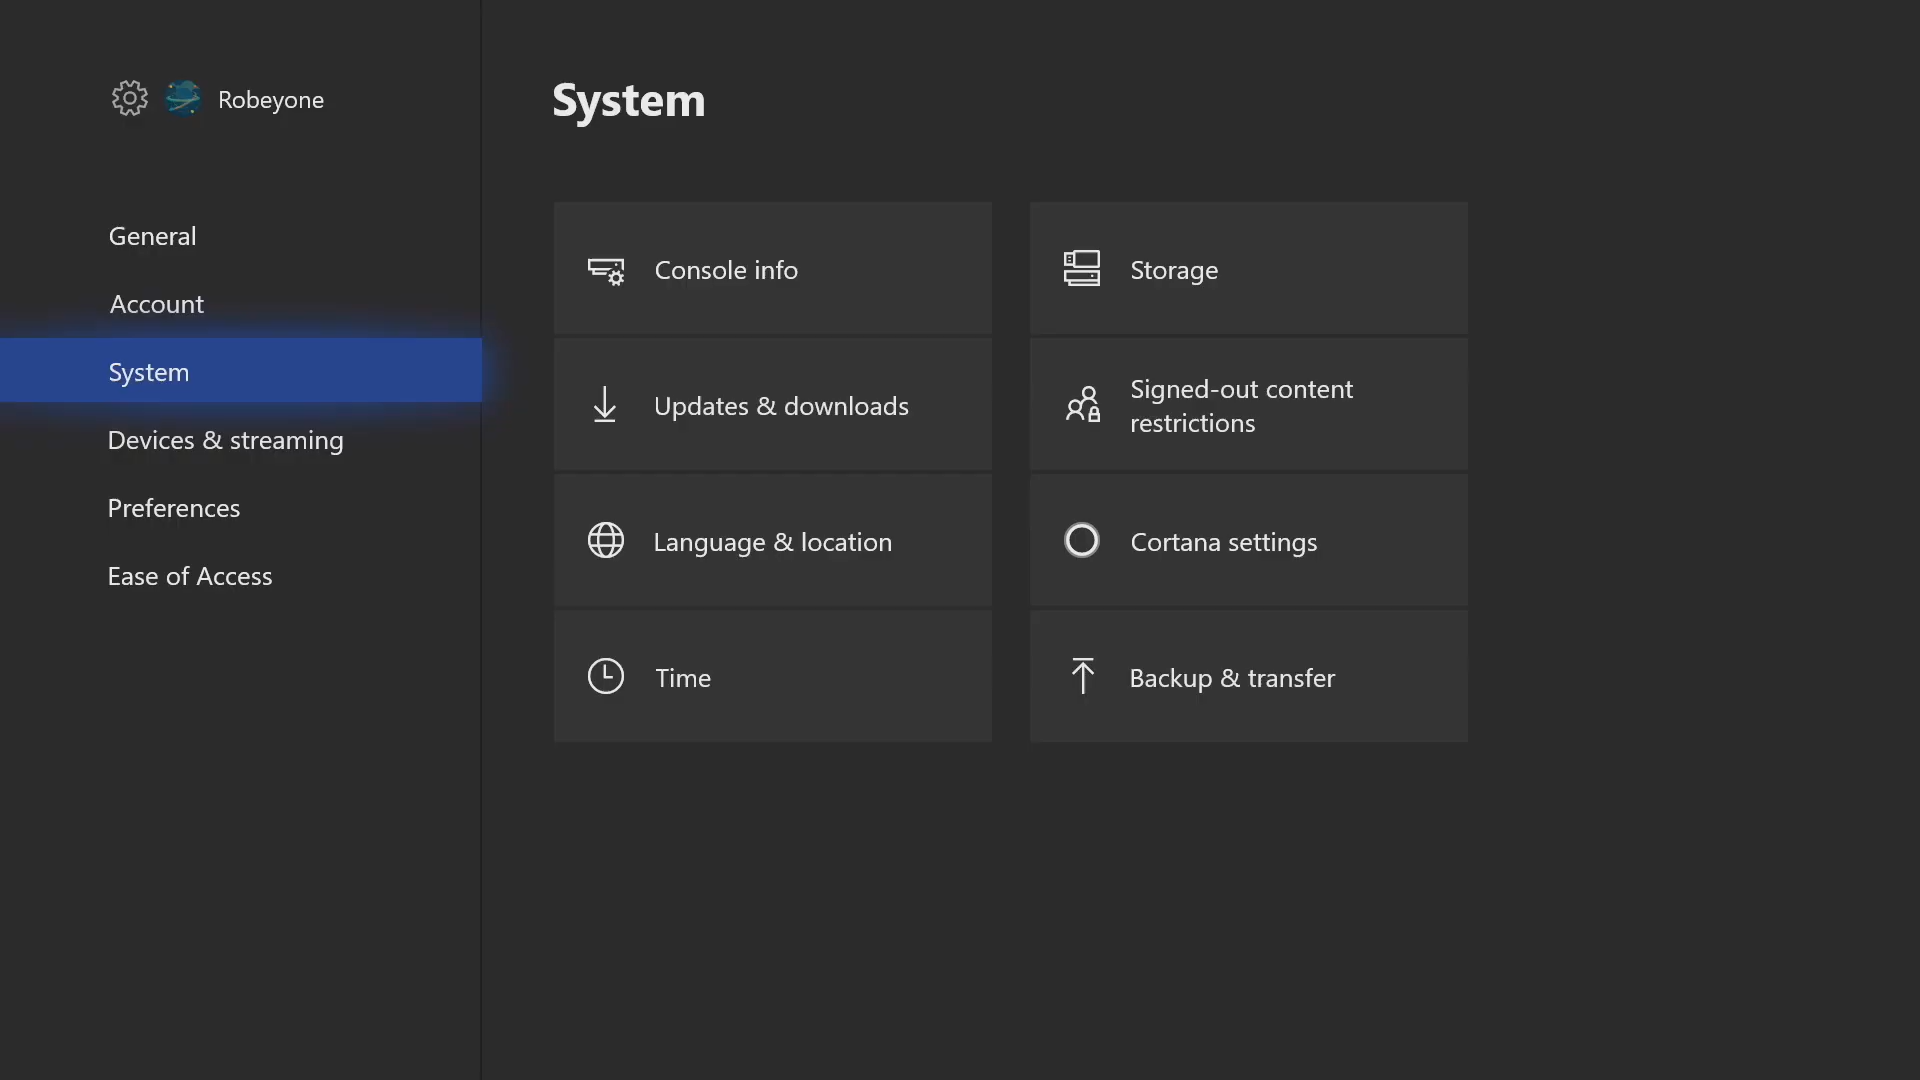 Robeyone
General
Account
System
Devices & streaming
Preferences
Ease of Access
System
Console info
Storage
Updates & downloads
Signed-out content
restrictions
Language & location
Cortana settings
Time
Backup & transfer